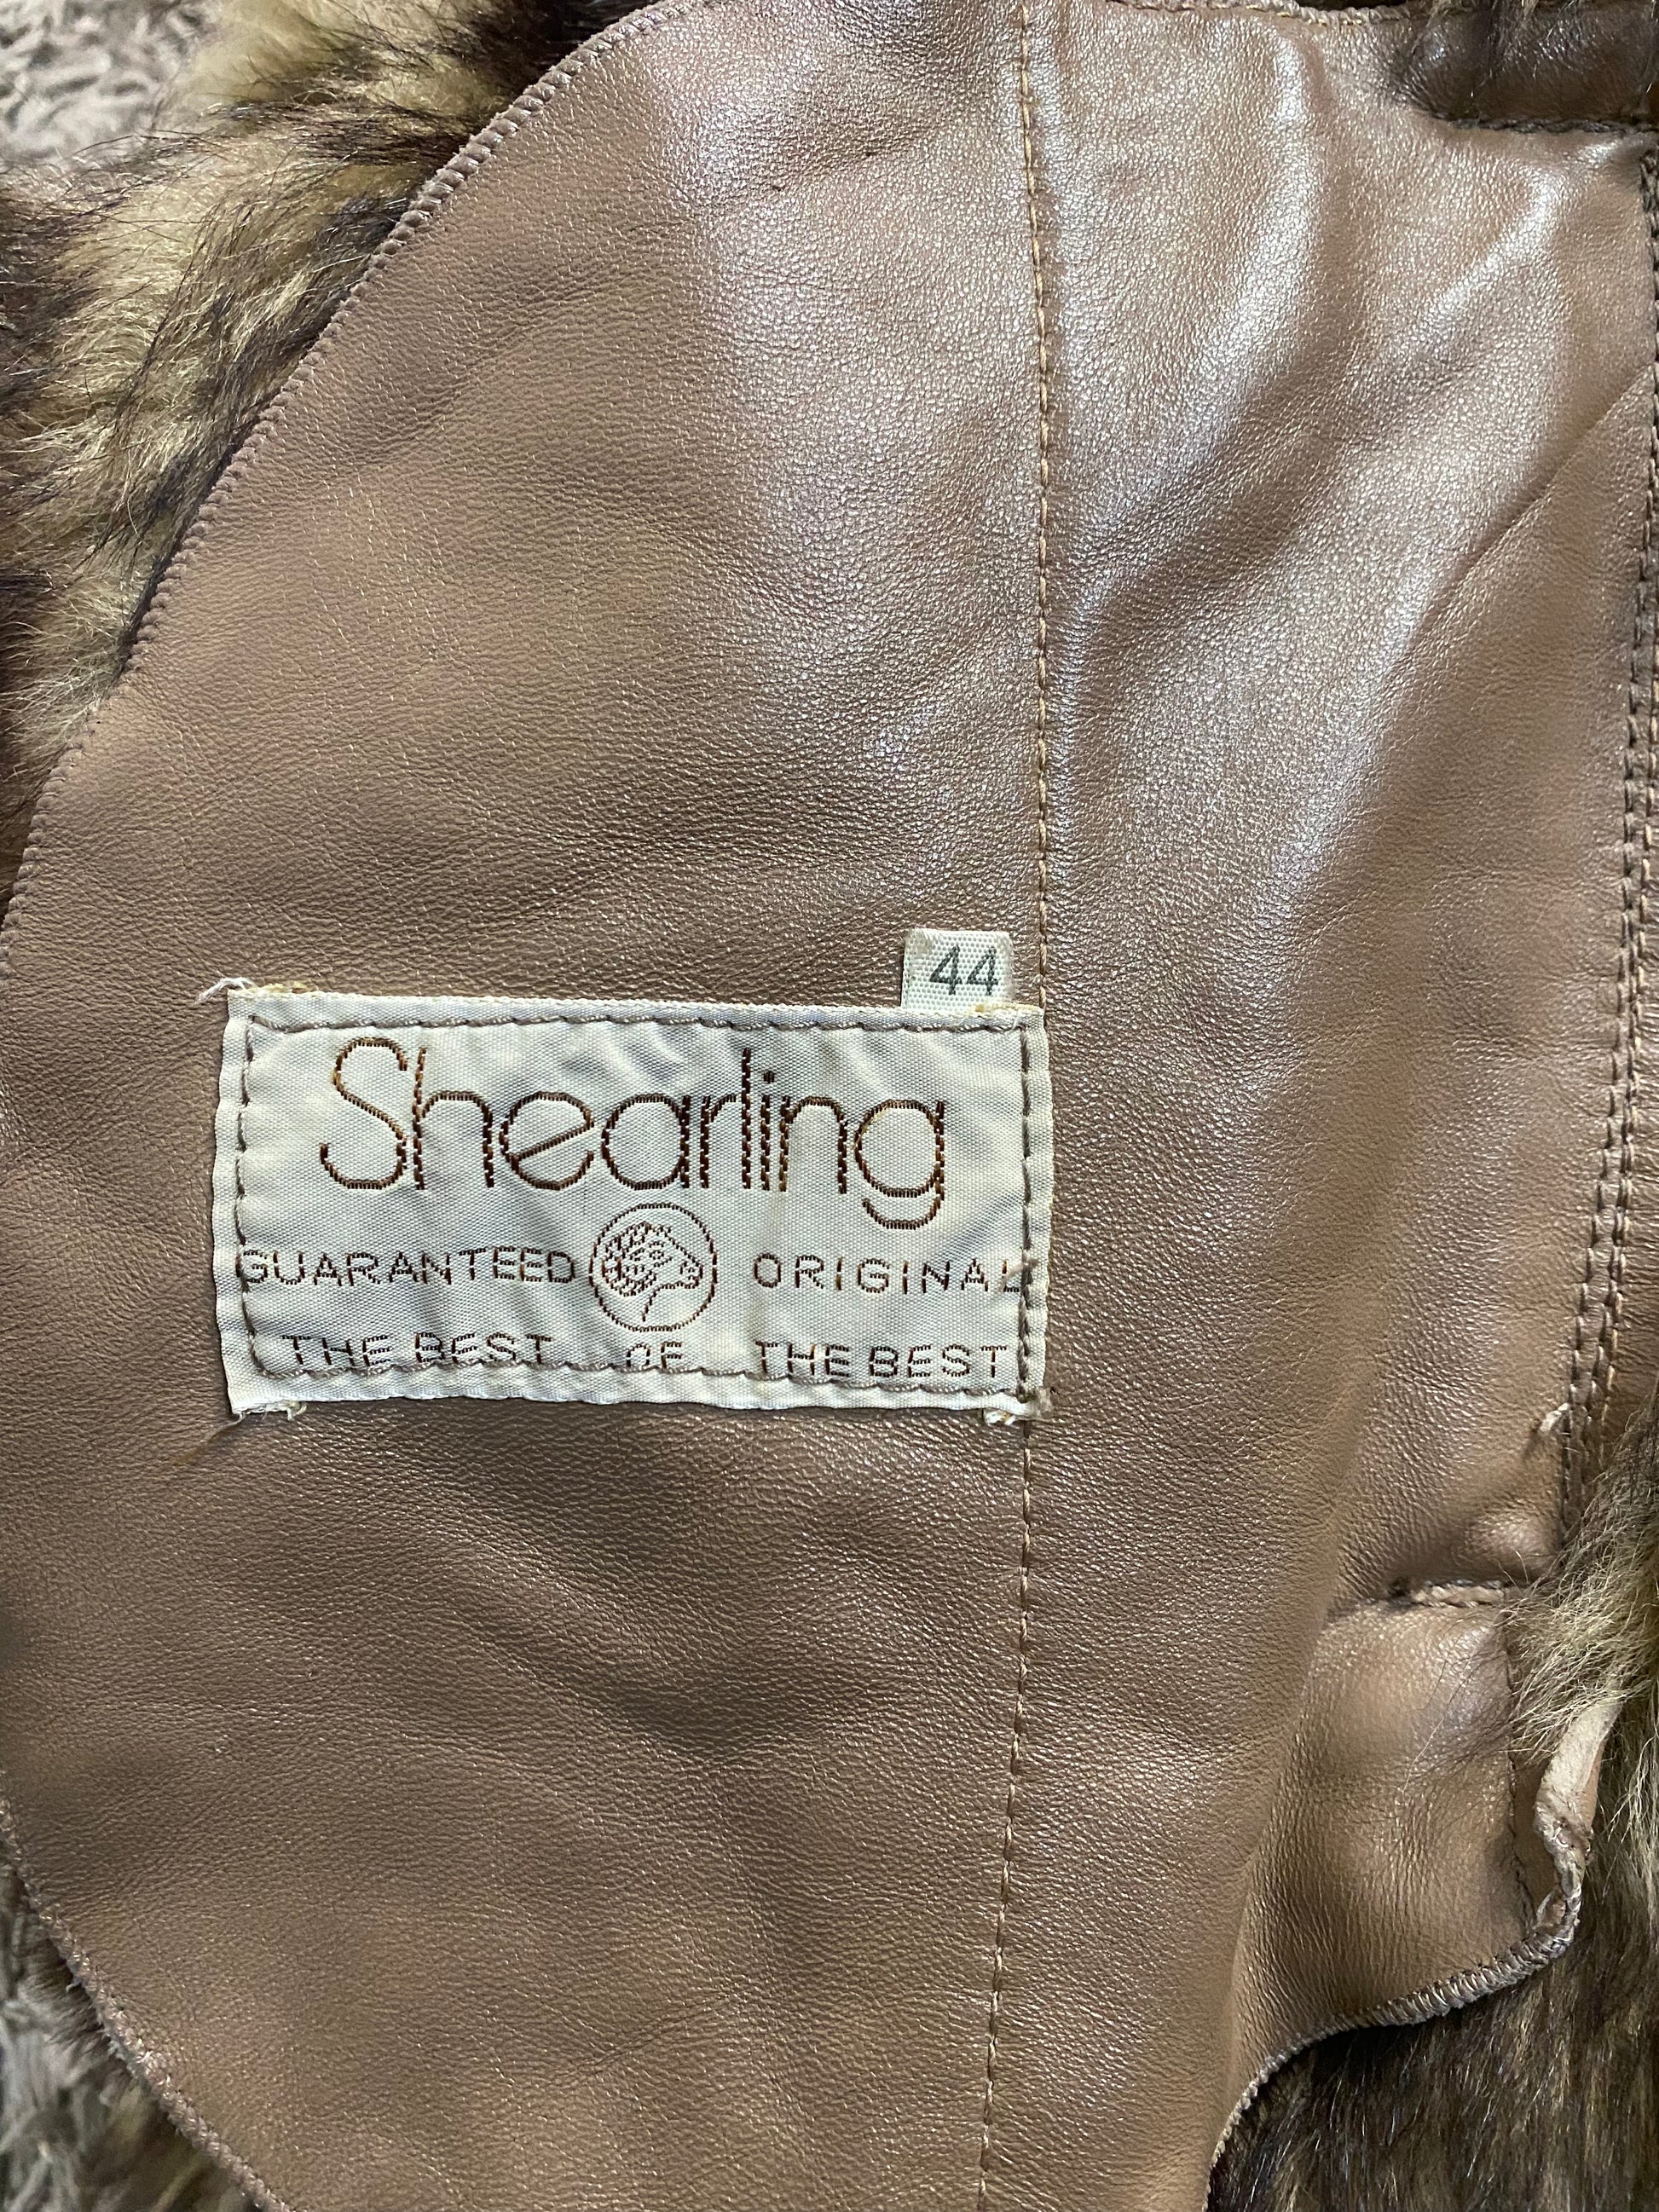 44
Shearling
GUARANTEED ORIGINAL
THE BEST OF THE BEST